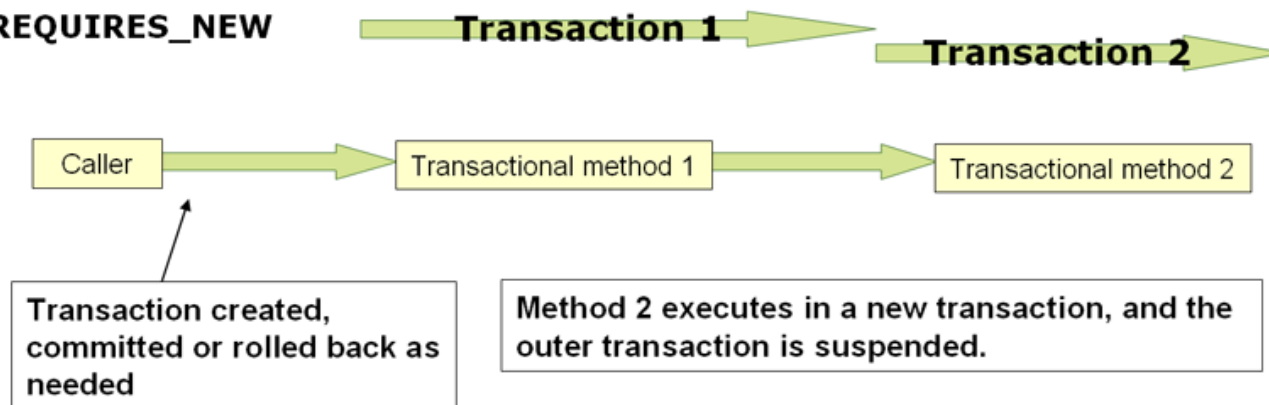 REQUIRES_NEW
Transaction 1
Transaction 2
Caller
Transactional method 1
Transactional method 2
Transaction created,
committed or rolled back as
needed
Method 2 executes in a new transaction, and the
outer transaction is suspended.